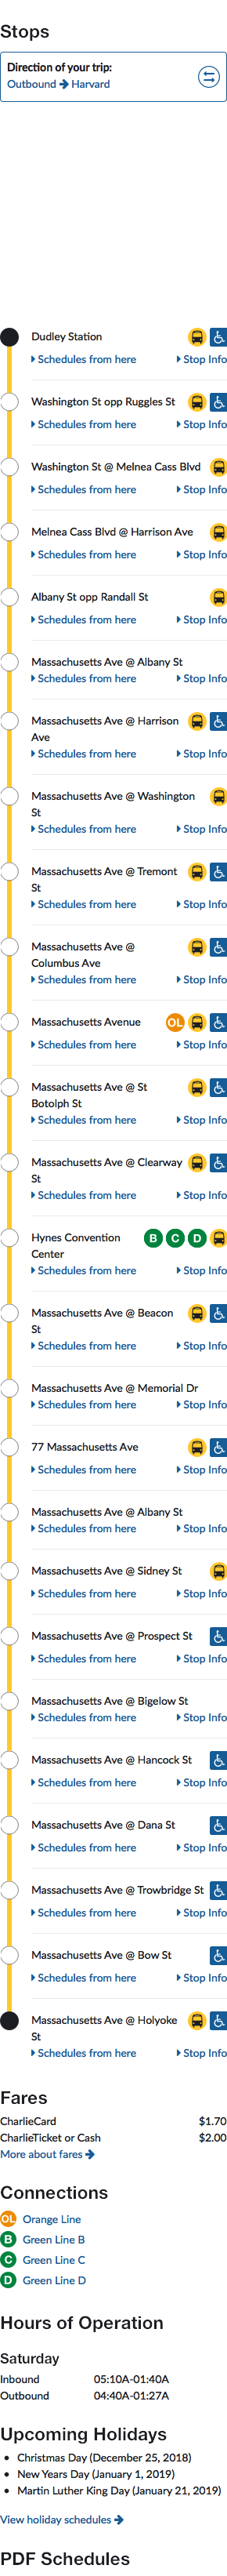 Stops
Direction of your trip:
Outbound → Harvard
Dudley Station
Schedules from here Stop Info
Washington St opp Ruggles St
Schedules from here Stop Info
Washington St @ Melnea Cass Blvd
Schedules from here Stop Info
Melnea Cass Blvd @ Harrison Ave
Schedules from here Stop Info
Albany St opp Randall St
Schedules from here Stop Info
Massachusetts Ave @ Albany St
Schedules from here Stop Info
Massachusetts Ave @ Harrison
Ave
Schedules from here Stop Info
Massachusetts Ave @ Washington
St
Schedules from here Stop Info
Massachusetts Ave @ Tremont
St
Schedules from here Stop Info
Massachusetts Ave @
Columbus Ave
Schedules from here Stop Info
Massachusetts Avenue OL
Schedules from here Stop Info
Massachusetts Ave @ St
Botolph St
Schedules from here Stop Info
Massachusetts Ave @ Clearway
St
Schedules from here Stop Info
Hynes Convention B C D
Center
Schedules from here Stop Info
Massachusetts Ave @ Beacon
St
Schedules from here Stop Info
Massachusetts Ave @ Memorial Dr
Schedules from here Stop Info
77 Massachusetts Ave
Schedules from here Stop Info
Massachusetts Ave @ Albany St
Schedules from here Stop Info
Massachusetts Ave @ Sidney St
Schedules from here Stop Info
Massachusetts Ave @ Prospect St
Schedules from here Stop Info
Massachusetts Ave @ Bigelow St
Schedules from here Stop Info
Massachusetts Ave @ Hancock St
Schedules from here Stop Info
Massachusetts Ave @ Dana St
Schedules from here Stop Info
Massachusetts Ave @ Trowbridge St
Schedules from here Stop Info
Massachusetts Ave @ Bow St
Schedules from here Stop Info
Massachusetts Ave @ Holyoke
St
Schedules from here Stop Info
Fares
CharlieCard $1.70
CharlieTicket or Cash $2.00
More about fares →
Connections
OL Orange Line
B Green Line B
C Green Line C
D Green Line D
Hours of Operation
Saturday
Inbound 05:10A-01:40A
Outbound 04:40A-01:27A
Upcoming Holidays
• Christmas Day (December 25, 2018)
• New Years Day (January 1, 2019)
• Martin Luther King Day (January 21, 2019)
View holiday schedules →
PDF Schedules